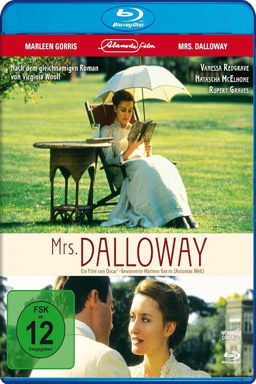 Blu-ray Disc
MARLEEN GORRIS
Alamode Film
MRS. DALLOWAY
Nach dem gleichnamigen Roman
von Virginia Woolf
VANESSA REDGRAVE
NATASCHA MCELHONE
RUPERT GRAVES
Mrs. DALLOWAY
Ein Film von Oscar®-Gewinnerin Marleen Gorris (Antonias Welt)
FSK
ab
12
freigegeben